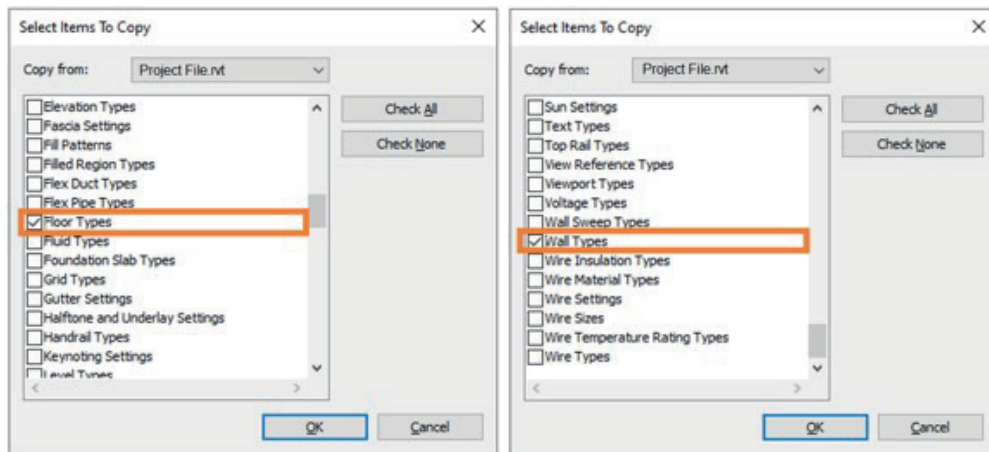 Select Items To Copy
Copy from: Project File.rvt
Elevation Types
Fascia Settings
Fill Patterns
Filled Region Types
Flex Duct Types
Flex Pipe Types
Floor Types
Fluid Types
Foundation Slab Types
Grid Types
Gutter Settings
Halftone and Underlay Settings
Handrail Types
Keynoting Settings
Level Types
Check All
Check None
OK
Cancel
Select Items To Copy
Copy from: Project File.rvt
Sun Settings
Text Types
Top Rail Types
View Reference Types
Viewport Types
Voltage Types
Wall Sweep Types
Wall Types
Wire Insulation Types
Wire Material Types
Wire Settings
Wire Sizes
Wire Temperature Rating Types
Wire Types
Check All
Check None
OK
Cancel